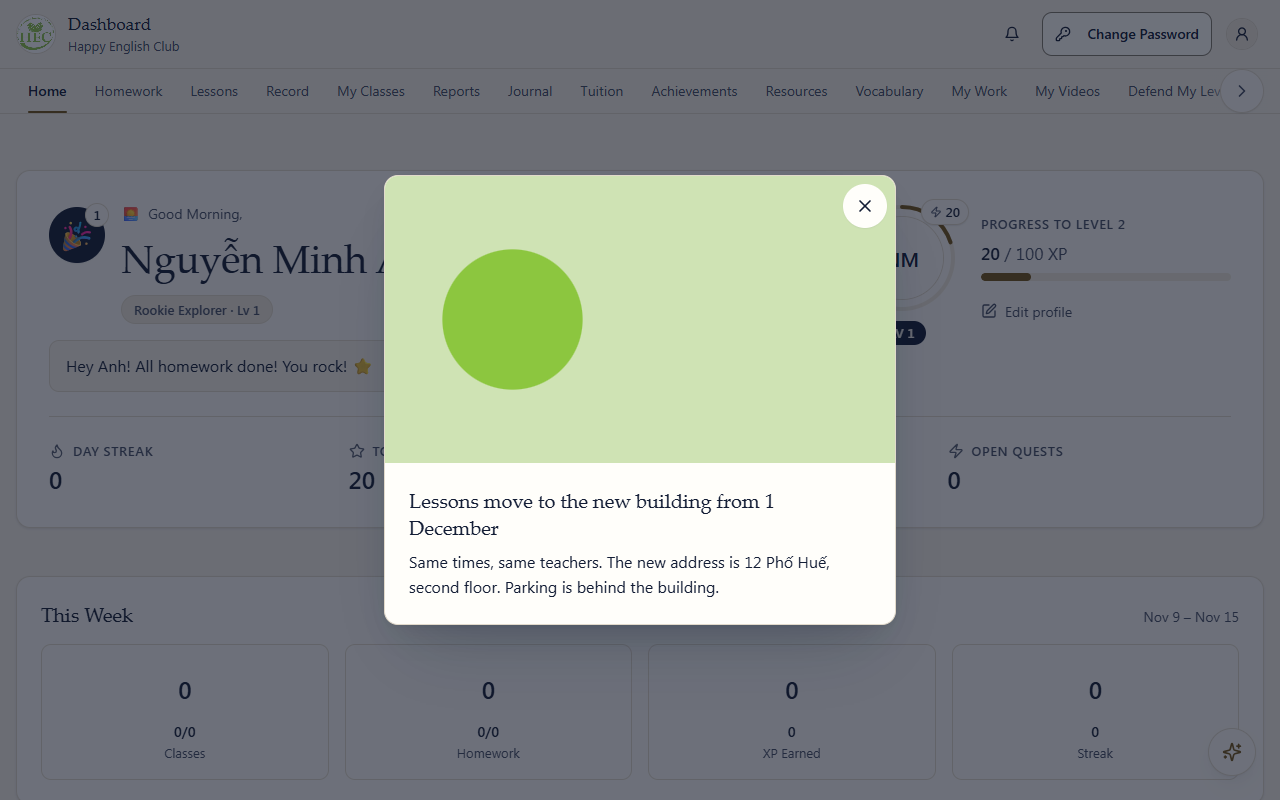 HEC
Dashboard
Happy English Club
Change Password
Home
Homework
Lessons
Record
My Classes
Reports
Journal
Tuition
Achievements
Resources
Vocabulary
My Work
My Videos
Defend My
1
Good Morning,
Nguyễn Minh
Rookie Explorer · Lv 1
Hey Anh! All homework done! You rock!
20
PROGRESS TO LEVEL 2
20 / 100 XP
Edit profile
DAY STREAK
0
20
OPEN QUESTS
0
Lessons move to the new building from 1
December
Same times, same teachers. The new address is 12 Phố Huế,
second floor. Parking is behind the building.
This Week
Nov 9 – Nov 15
0
0/0
Classes
0
0/0
Homework
0
0
XP Earned
0
0
Streak